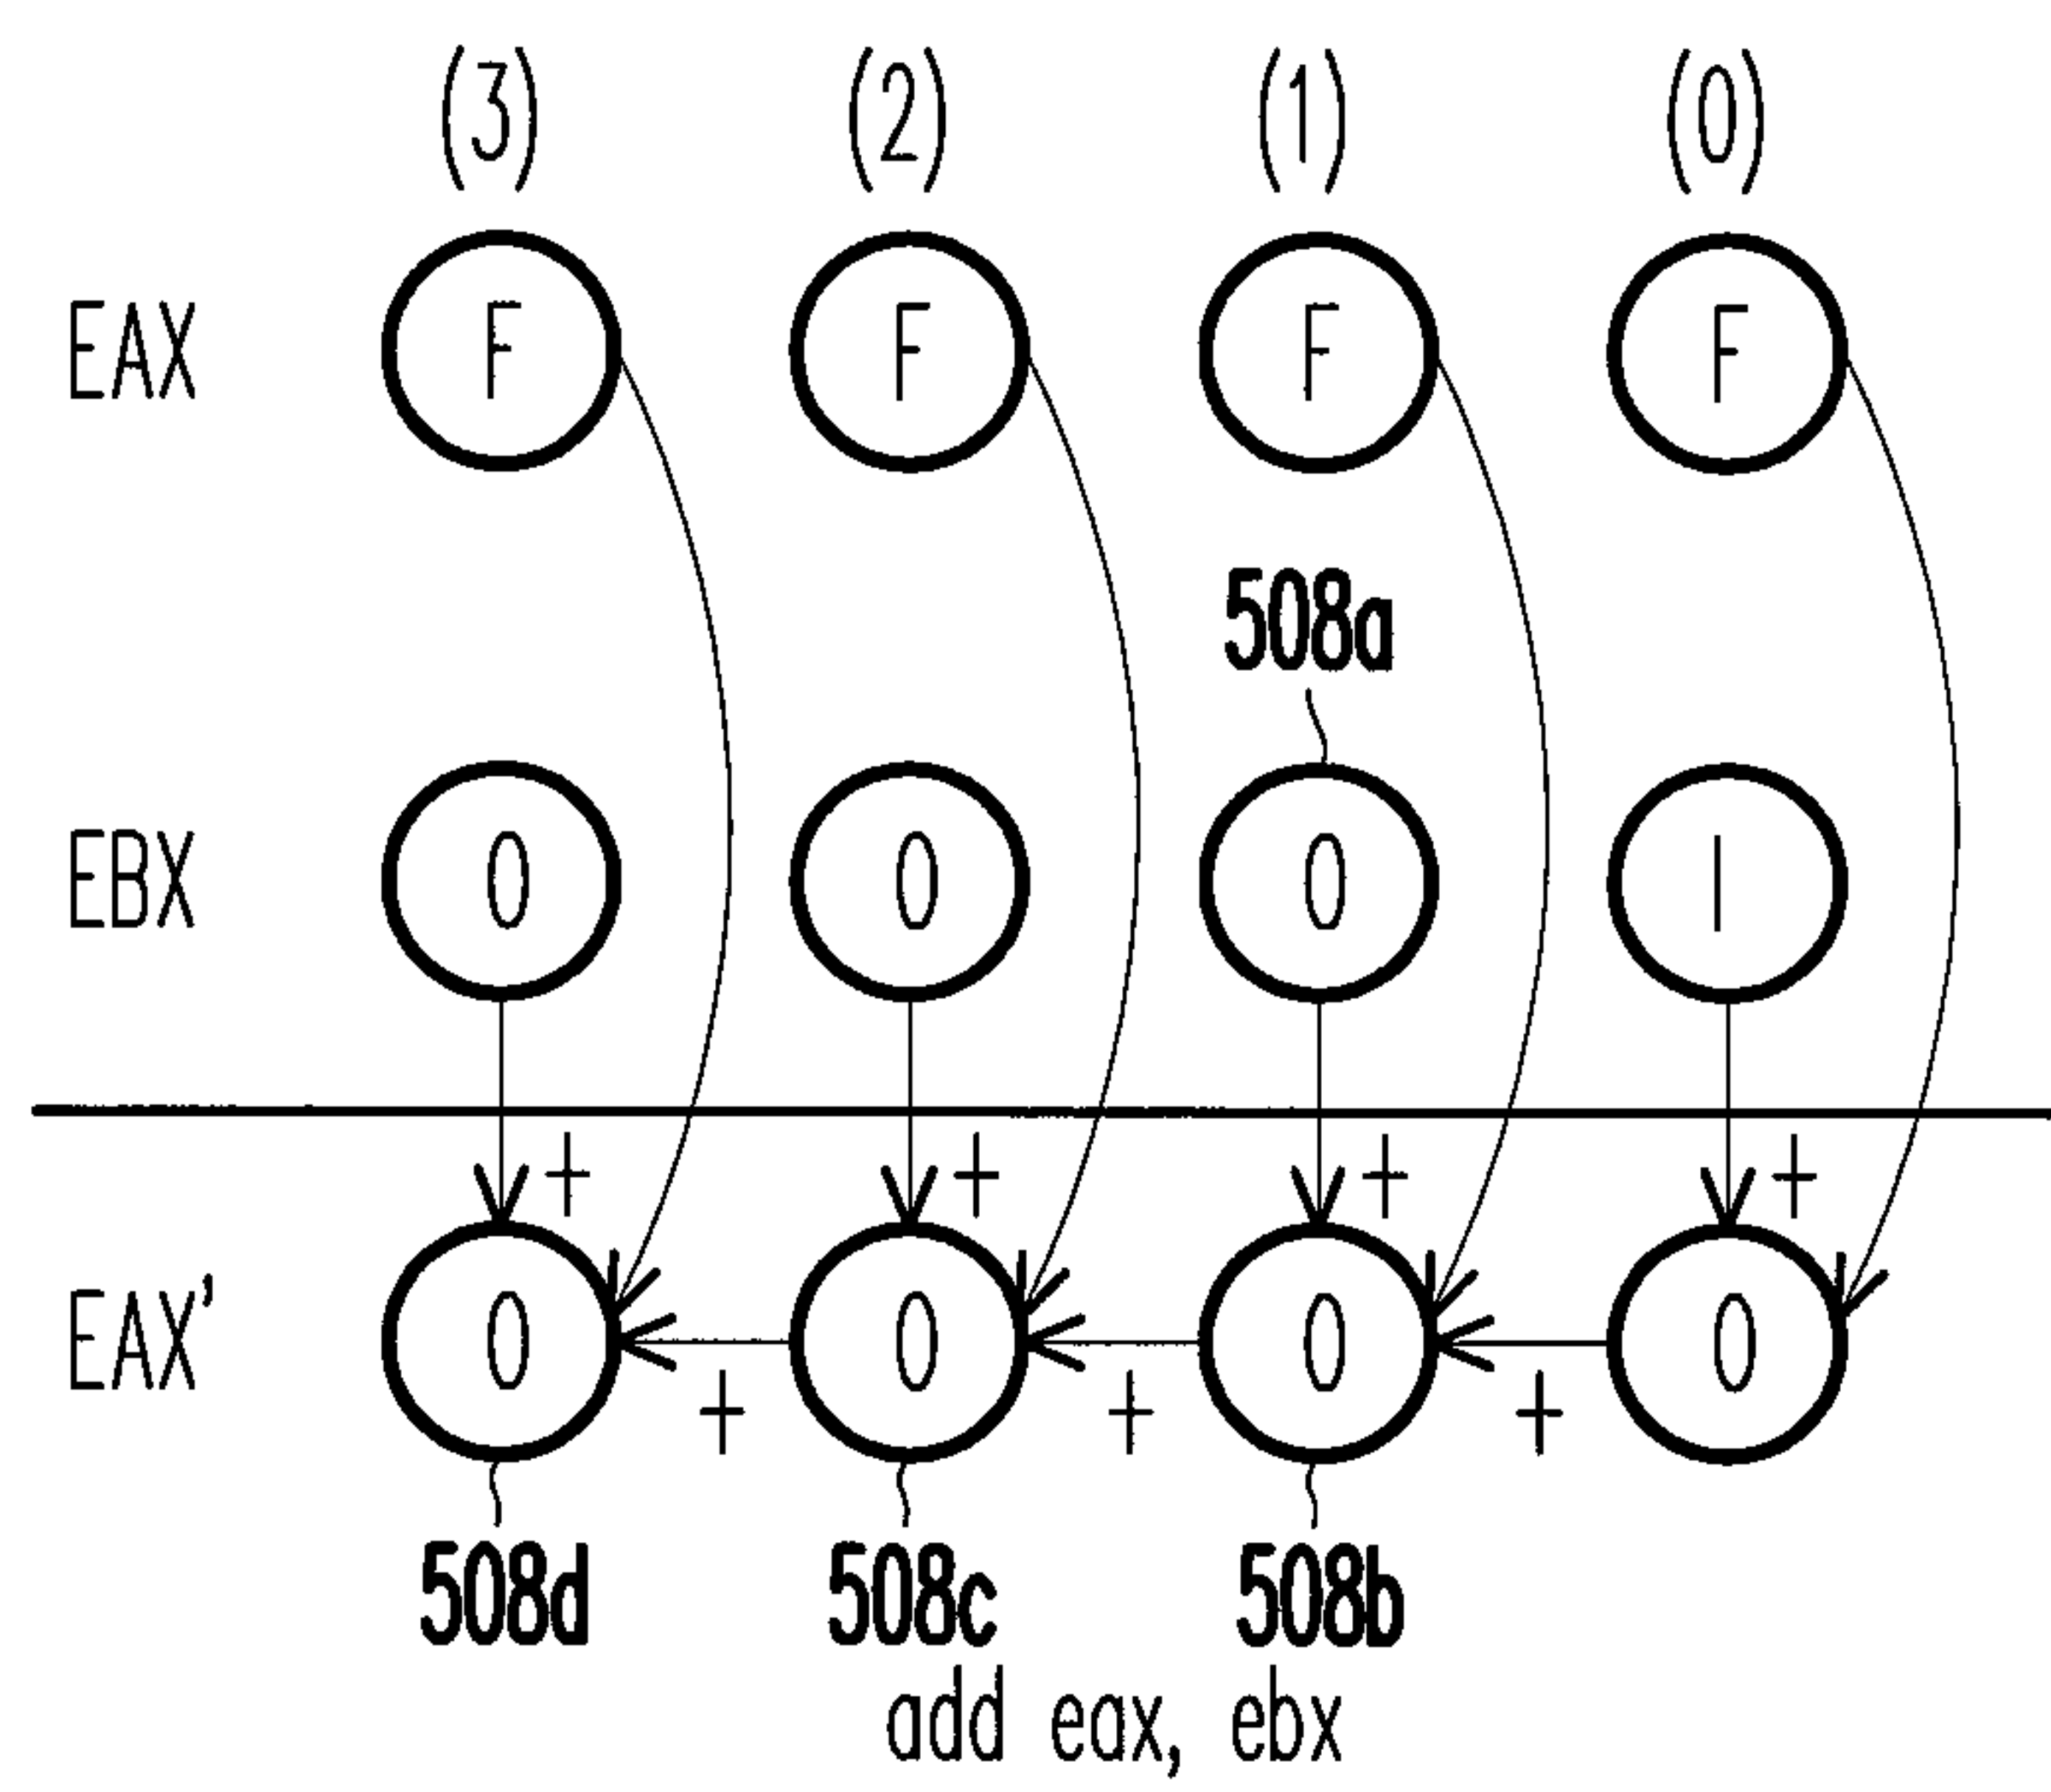 (3) (2) (1) (0)
EAX F F F F
508a
EBX 0 0 0 1
+ + + +
EAX' 0 0 0 0
+ + +
508d 508c 508b
add eax, ebx